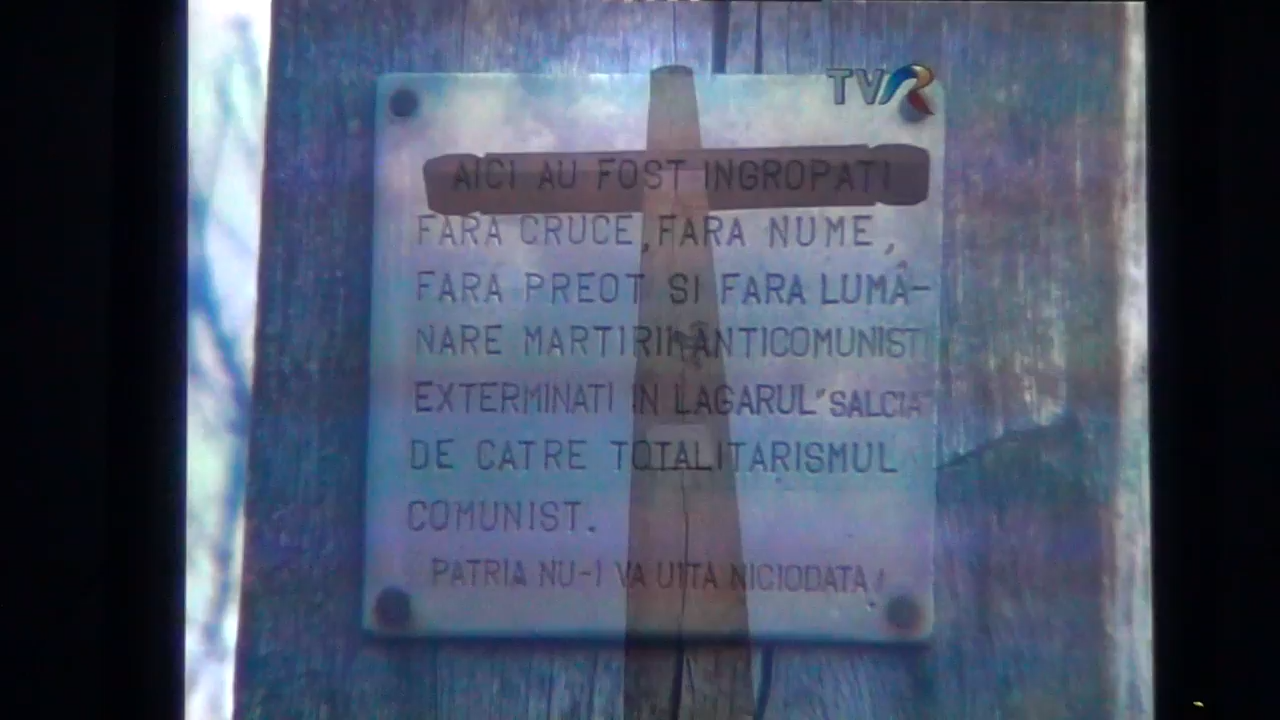 TVR
AICI AU FOST INGROPATI
FARA CRUCE, FARA NUME,
FARA PREOT SI FARA LUMÂ-
NARE MARTIRII ANTICOMUNISTI
EXTERMINATI IN LAGARUL "SALCIA"
DE CATRE TOTALITARISMUL
COMUNIST.
PATRIA NU-I VA UITA NICIODATA!